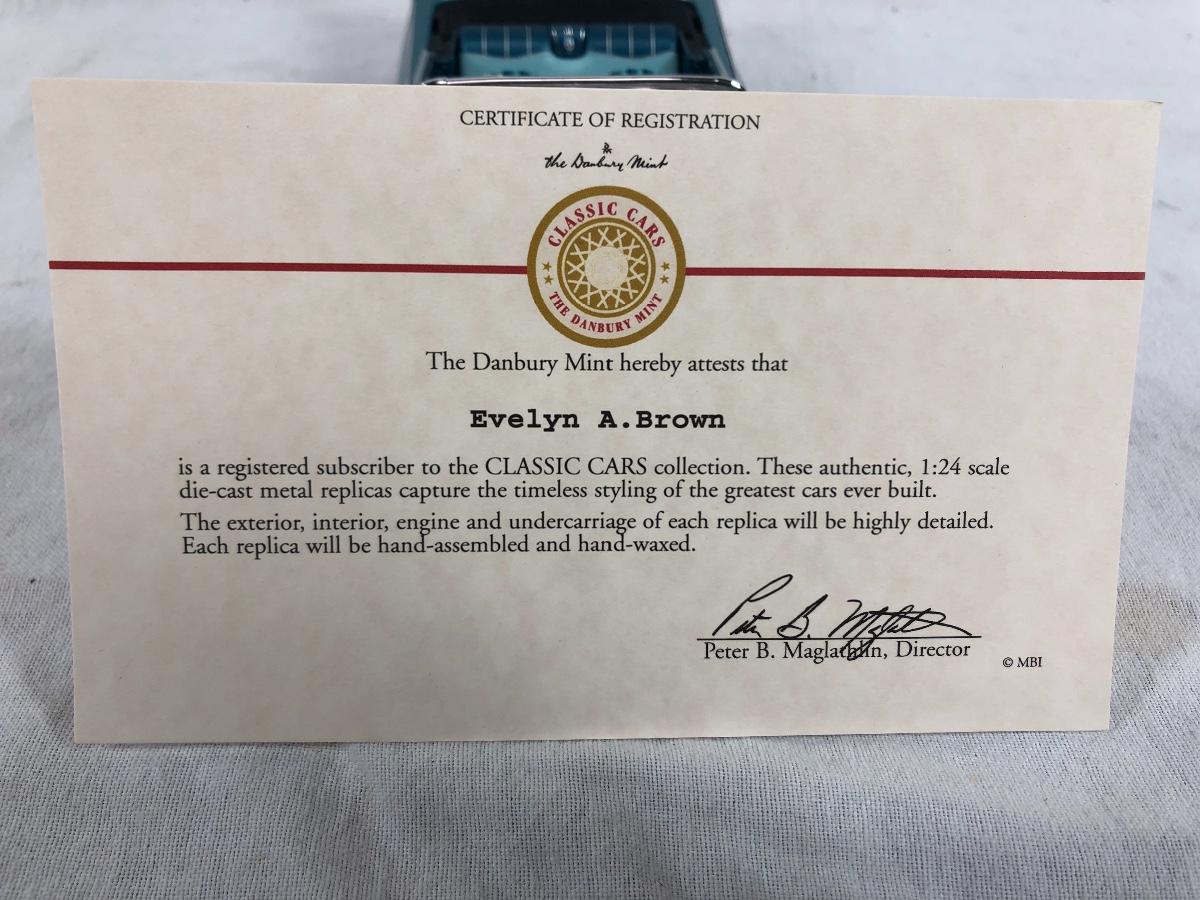 CERTIFICATE OF REGISTRATION
the Danbury Mint
CLASSIC CARS
THE DANBURY MINT
The Danbury Mint hereby attests that
Evelyn A.Brown
is a registered subscriber to the CLASSIC CARS collection. These authentic, 1:24 scale
die-cast metal replicas capture the timeless styling of the greatest cars ever built.
The exterior, interior, engine and undercarriage of each replica will be highly detailed.
Each replica will be hand-assembled and hand-waxed.
Peter B. Maglathlin
Peter B. Maglathlin, Director
© MBI